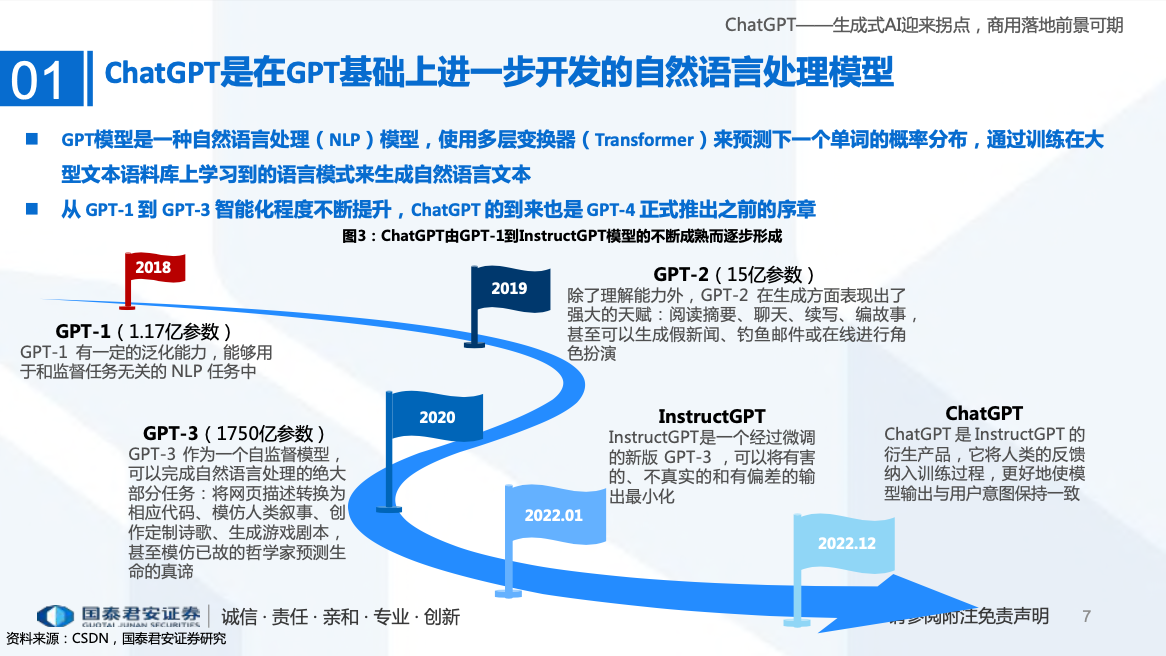 ChatGPT——生成式AI迎来拐点，商用落地前景可期
01
ChatGPT是在GPT基础上进一步开发的自然语言处理模型
■ GPT模型是一种自然语言处理（NLP）模型，使用多层变换器（Transformer）来预测下一个单词的概率分布，通过训练在大
型文本语料库上学习到的语言模式来生成自然语言文本
■ 从 GPT-1 到 GPT-3 智能化程度不断提升，ChatGPT 的到来也是 GPT-4 正式推出之前的序章
图3：ChatGPT由GPT-1到InstructGPT模型的不断成熟而逐步形成
2018
GPT-1（1.17亿参数）
GPT-1 有一定的泛化能力，能够用
于和监督任务无关的 NLP 任务中
2019
GPT-2（15亿参数）
除了理解能力外，GPT-2 在生成方面表现出了
强大的天赋：阅读摘要、聊天、续写、编故事，
甚至可以生成假新闻、钓鱼邮件或在线进行角
色扮演
2020
GPT-3（1750亿参数）
GPT-3 作为一个自监督模型，
可以完成自然语言处理的绝大
部分任务：将网页描述转换为
相应代码、模仿人类叙事、创
作定制诗歌、生成游戏剧本，
甚至模仿已故的哲学家预测生
命的真谛
InstructGPT
InstructGPT是一个经过微调
的新版 GPT-3 ，可以将有害
的、不真实的和有偏差的输
出最小化
2022.01
ChatGPT
ChatGPT 是 InstructGPT 的
衍生产品，它将人类的反馈
纳入训练过程，更好地使模
型输出与用户意图保持一致
2022.12
国泰君安证券
GUOTAI JUNAN SECURITIES
诚信 · 责任 · 亲和 · 专业 · 创新
请参阅附注免责声明
7
资料来源：CSDN，国泰君安证券研究